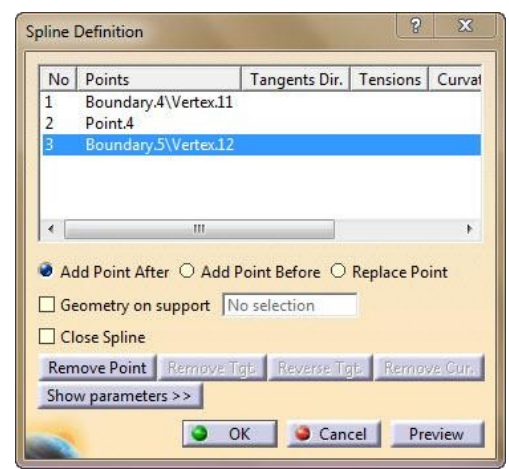 Spline Definition
No Points Tangents Dir. Tensions Curvat
1 Boundary.4\Vertex.11
2 Point.4
3 Boundary.5\Vertex.12
Add Point After Add Point Before Replace Point
Geometry on support No selection
Close Spline
Remove Point Remove Tgt. Reverse Tgt. Remove Cur.
Show parameters >>
OK Cancel Preview